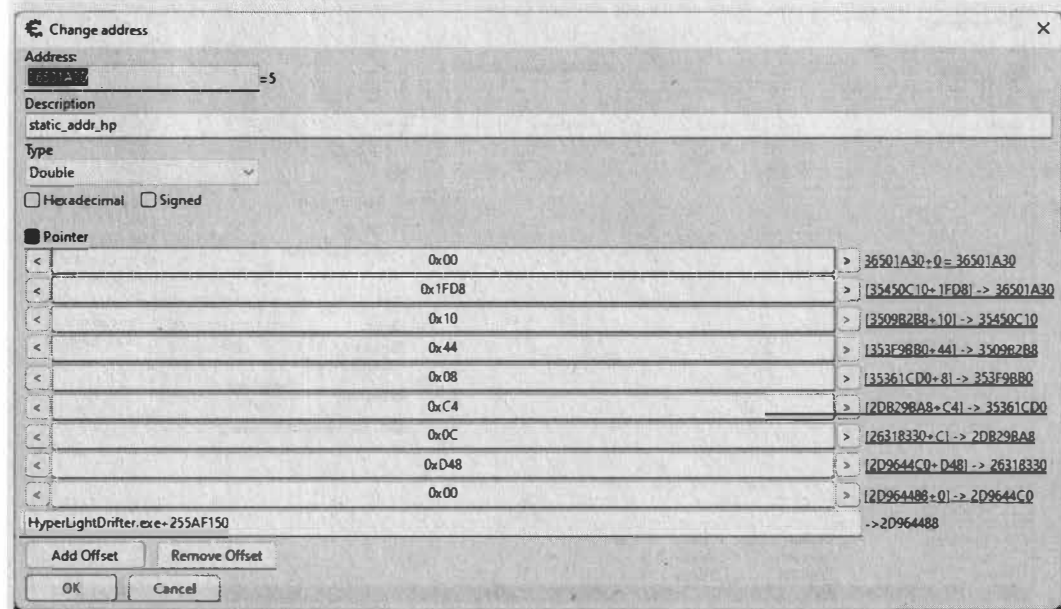 Change address
Address:
=5
Description
static_addr_hp
Type
Double
Hexadecimal Signed
Pointer
< 0x00 > 36501A30+0 = 36501A30
< 0x1FD8 > [35450C10+1FD8] -> 36501A30
< 0x10 > [3509B2B8+10] -> 35450C10
< 0x44 > [353F9BB0+44] -> 3509B2B8
< 0x08 > [35361CD0+8] -> 353F9BB0
< 0xC4 > [2DB29BA8+C4] -> 35361CD0
< 0x0C > [26318330+C] -> 2DB29BA8
< 0xD48 > [2D9644C0+D48] -> 26318330
< 0x00 > [2D964488+0] -> 2D9644C0
HyperLightDrifter.exe+255AF150 ->2D964488
Add Offset Remove Offset
OK Cancel